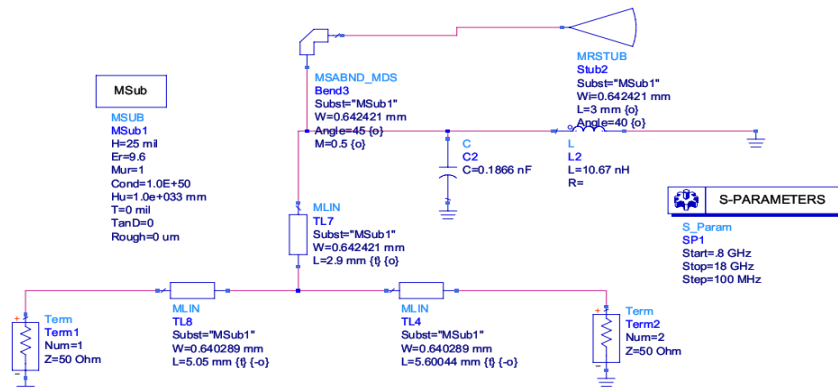 MSub
MSUB
MSub1
H=25 mil
Er=9.6
Mur=1
Cond=1.0E+50
Hu=1.0e+033 mm
T=0 mil
TanD=0
Rough=0 um
MSABND_MDS
Bend3
Subst="MSub1"
W=0.642421 mm
Angle=45 {o}
M=0.5 {o}
MRSTUB
Stub2
Subst="MSub1"
Wi=0.642421 mm
L=3 mm {o}
Angle=40 {o}
C
C2
C=0.1866 nF
L
L2
L=10.67 nH
R=
S-PARAMETERS
S_Param
SP1
Start=.8 GHz
Stop=18 GHz
Step=100 MHz
MLIN
TL7
Subst="MSub1"
W=0.642421 mm
L=2.9 mm {t} {o}
Term
Term1
Num=1
Z=50 Ohm
MLIN
TL8
Subst="MSub1"
W=0.640289 mm
L=5.05 mm {t} {-o}
MLIN
TL4
Subst="MSub1"
W=0.640289 mm
L=5.60044 mm {t} {-o}
Term
Term2
Num=2
Z=50 Ohm